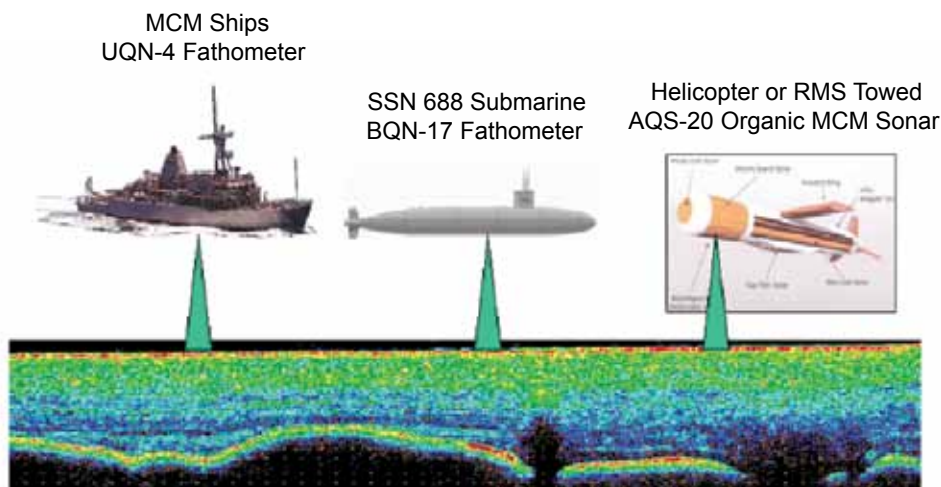 MCM Ships
UQN-4 Fathometer
SSN 688 Submarine
BQN-17 Fathometer
Helicopter or RMS Towed
AQS-20 Organic MCM Sonar